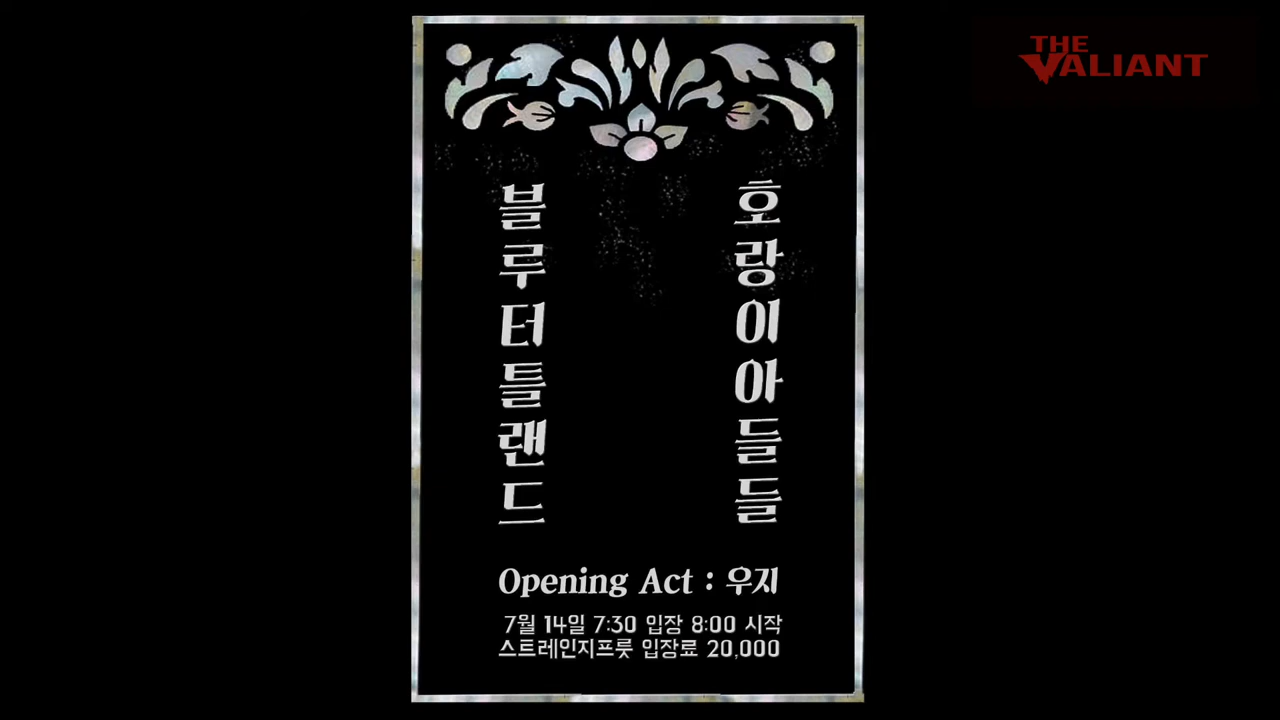 THE
VALIANT
블루터틀랜드
호랑이아들들
Opening Act : 우지
7월 14일 7:30 입장 8:00 시작
스트레인지프룻 입장료 20,000